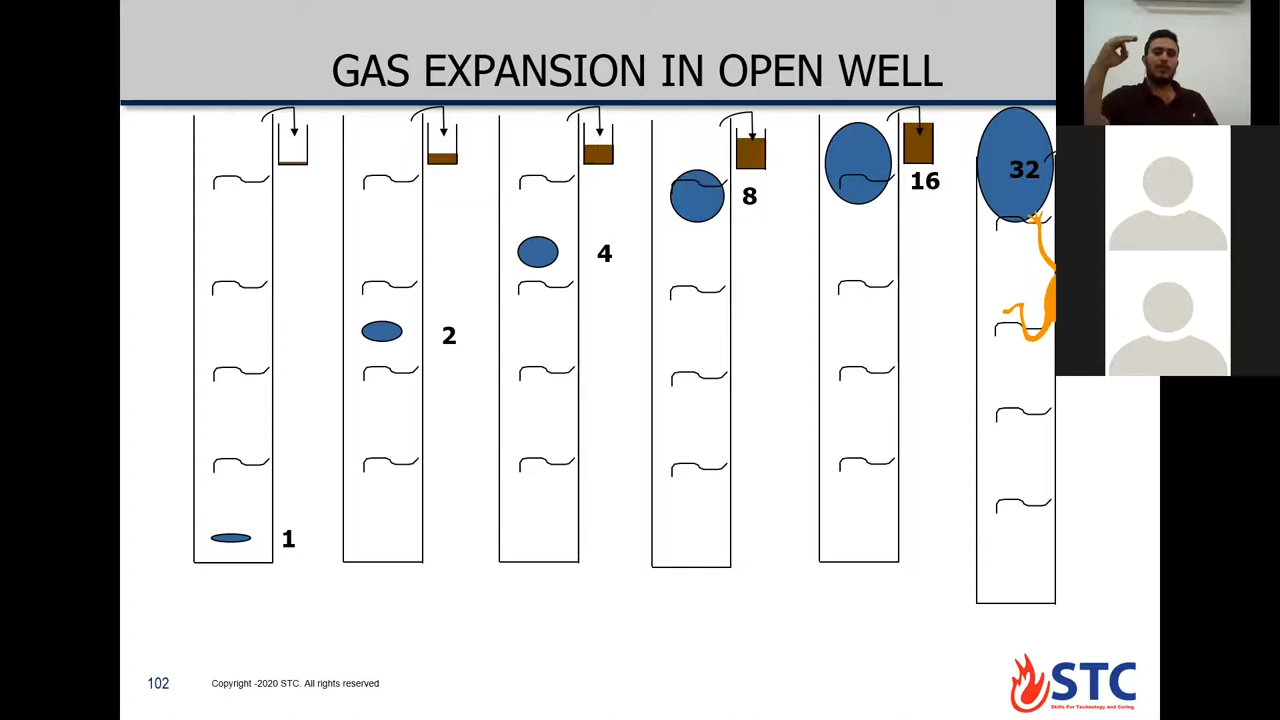 GAS EXPANSION IN OPEN WELL
1
2
4
8
16
32
102
Copyright -2020 STC. All rights reserved
STC
Skills For Technology and Caring